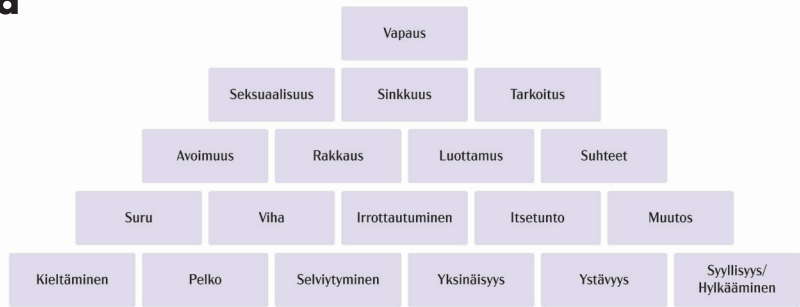 a
Vapaus
Seksuaalisuus Sinkkuus Tarkoitus
Avoimuus Rakkaus Luottamus Suhteet
Suru Viha Irrottautuminen Itsetunto Muutos
Kieltäminen Pelko Selviytyminen Yksinäisyys Ystävyys Syyllisyys/
Hylkääminen